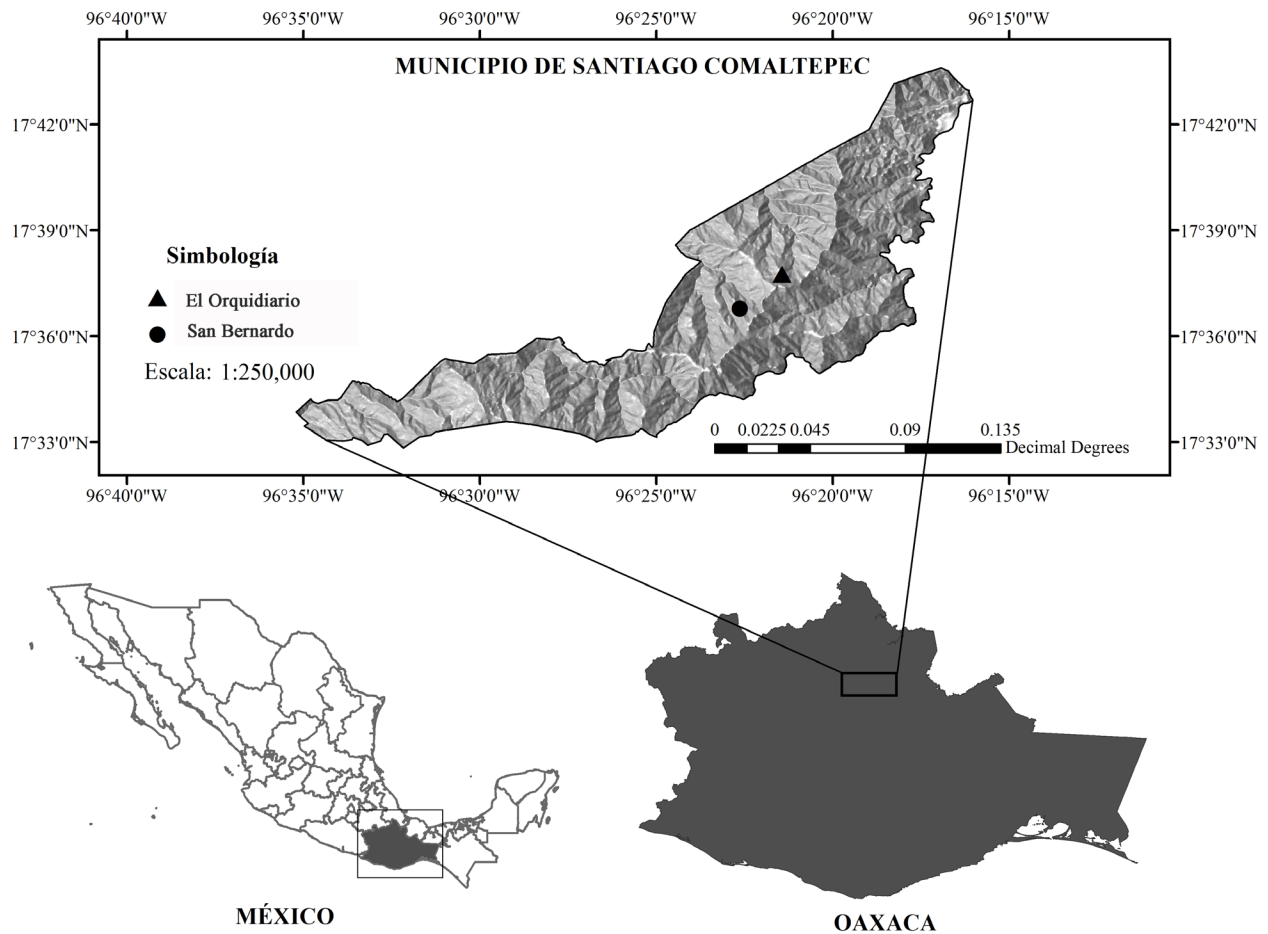 96°40'0"W 96°35'0"W 96°30'0"W 96°25'0"W 96°20'0"W 96°15'0"W
MUNICIPIO DE SANTIAGO COMALTEPEC
17°42'0"N 17°42'0"N
17°39'0"N 17°39'0"N
Simbología
El Orquidiario
San Bernardo
17°36'0"N 17°36'0"N
Escala: 1:250,000
0 0.0225 0.045 0.09 0.135
Decimal Degrees
17°33'0"N 17°33'0"N
96°40'0"W 96°35'0"W 96°30'0"W 96°25'0"W 96°20'0"W 96°15'0"W
MÉXICO
OAXACA